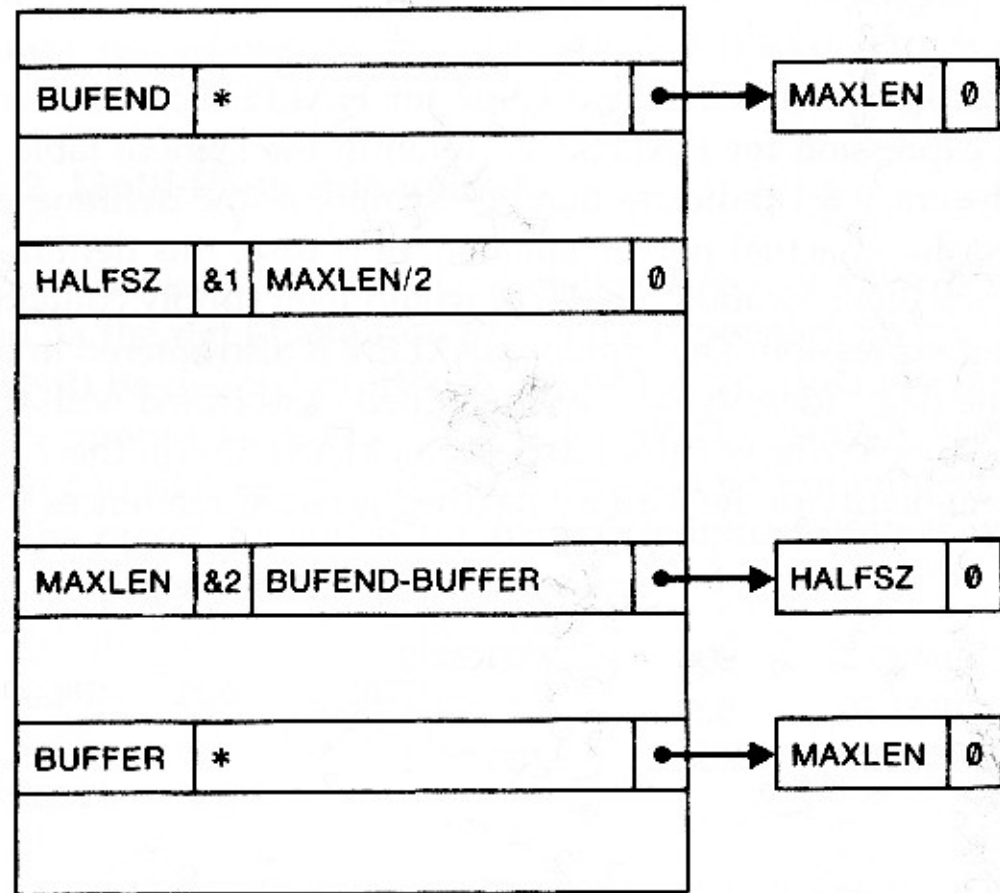 BUFEND * MAXLEN 0
HALFSZ &1 MAXLEN/2 0
MAXLEN &2 BUFEND-BUFFER HALFSZ 0
BUFFER * MAXLEN 0